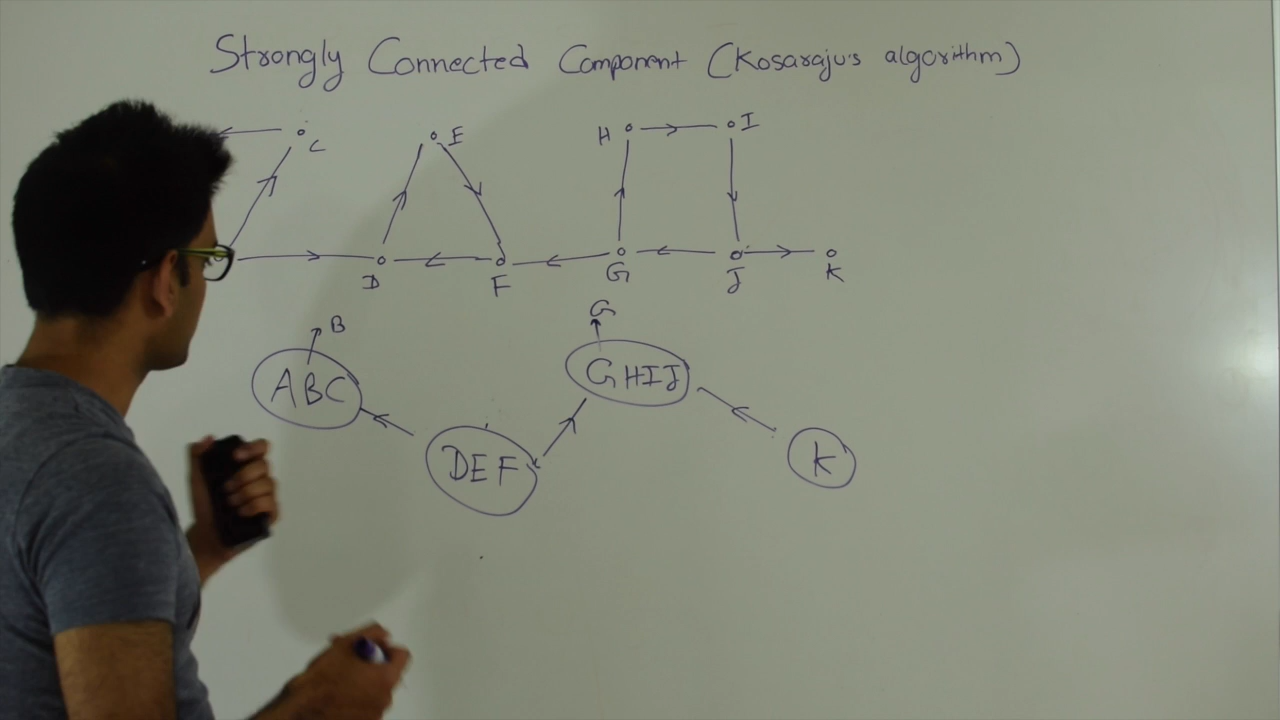 Strongly Connected Component (Kosaraju's algorithm)
C E H I
D F G J K
B G
ABC GHIJ
DEF K